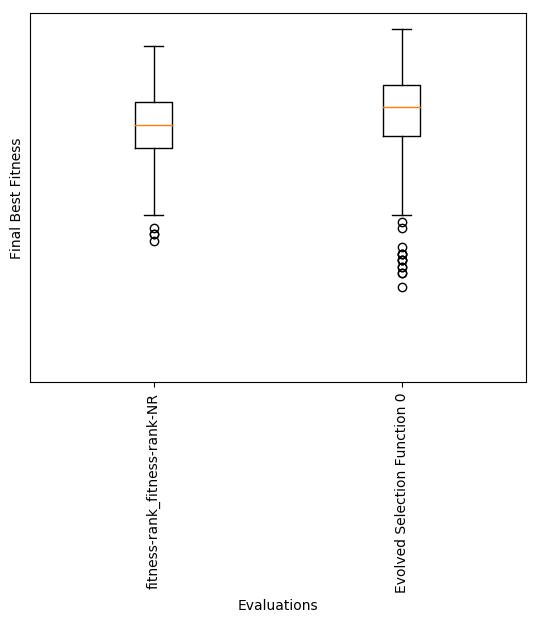 Final Best Fitness
fitness-rank_fitness-rank-NR
Evolved Selection Function 0
Evaluations